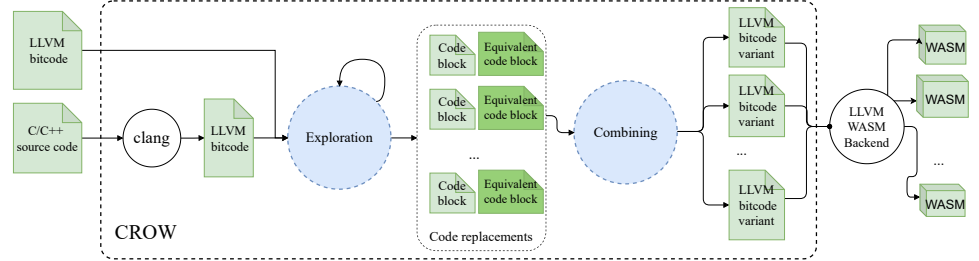 LLVM
bitcode
C/C++
source code
clang
LLVM
bitcode
Exploration
Code
block
Equivalent
code block
Code
block
Equivalent
code block
...
Code
block
Equivalent
code block
Code replacements
Combining
LLVM
bitcode
variant
LLVM
bitcode
variant
...
LLVM
bitcode
variant
LLVM
WASM
Backend
WASM
WASM
...
WASM
CROW